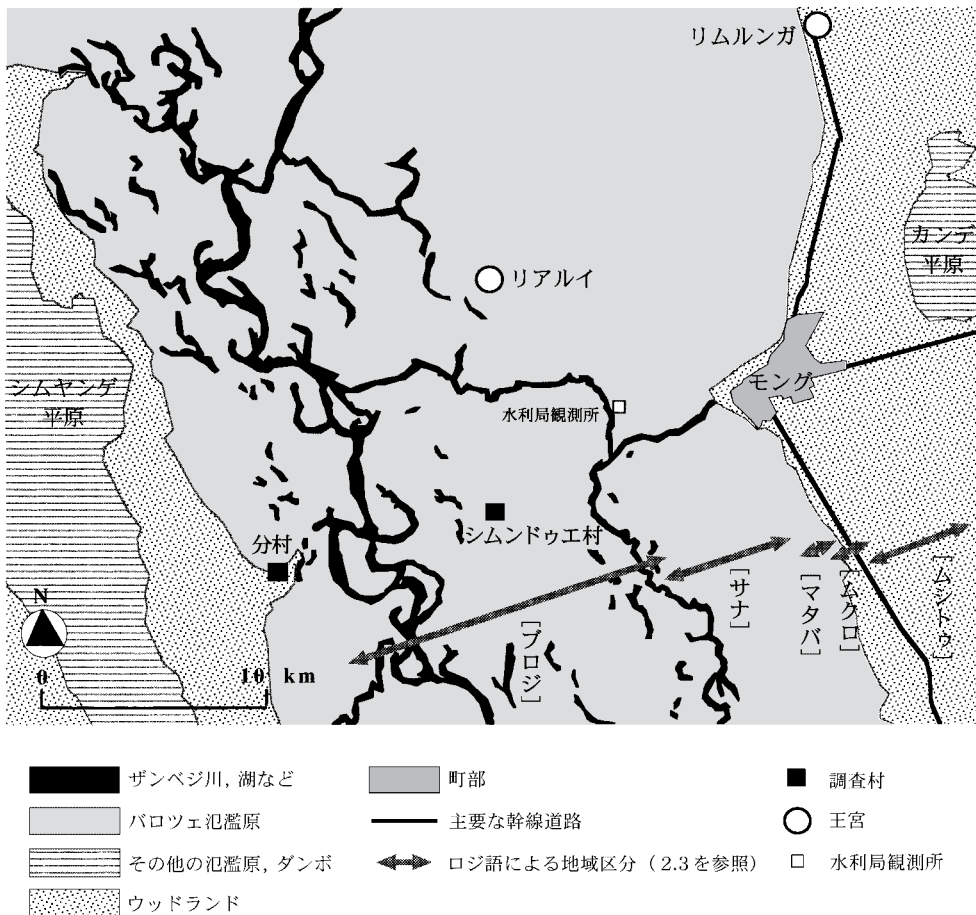 リムルンガ
カンデ
平原
リアルイ
シムヤンゲ
平原
モング
水利局観測所
シムンドゥエ村
分村
[ブロジ]
[サナ]
[マタバ]
[ムクロ]
[ムシトゥ]
N
0 10 km
ザンベジ川, 湖など
バロツェ氾濫原
その他の氾濫原, ダンボ
ウッドランド
町部
主要な幹線道路
ロジ語による地域区分（2.3を参照）
調査村
王宮
水利局観測所